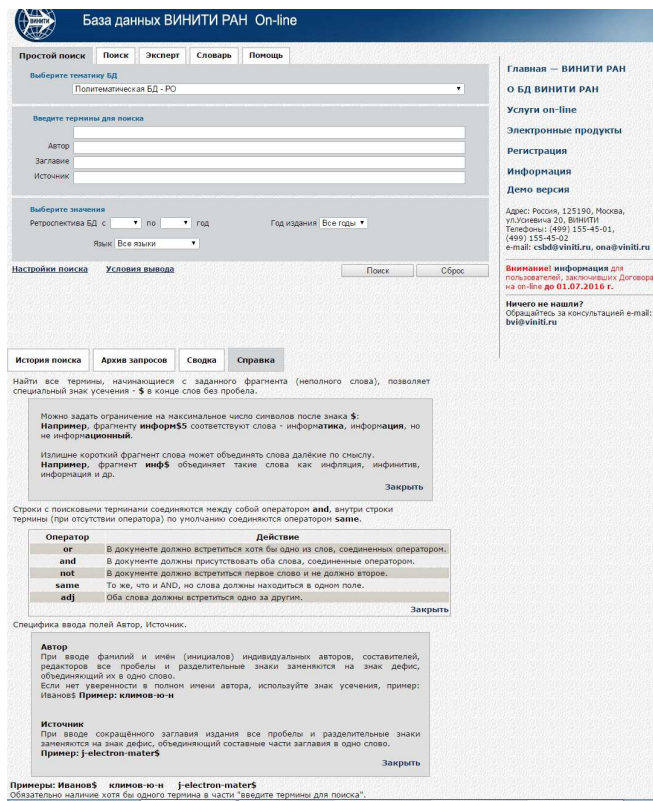 ВИНИТИ
База данных ВИНИТИ РАН On-line
Простой поиск Поиск Эксперт Словарь Помощь
Выберите тематику БД
Политематическая БД - РО
Введите термины для поиска
Автор
Заглавие
Источник
Выберите значения
Ретроспектива БД с по год Год издания Все годы
Язык Все языки
Настройки поиска Условия вывода Поиск Сброс
Главная — ВИНИТИ РАН
О БД ВИНИТИ РАН
Услуги on-line
Электронные продукты
Регистрация
Информация
Демо версия
Адрес: Россия, 125190, Москва,
ул.Усиевича 20, ВИНИТИ
Телефоны: (499) 155-45-01,
(499) 155-45-02
e-mail: csbd@viniti.ru, ona@viniti.ru
Внимание! информация для
пользователей, заключивших Договора
на on-line до 01.07.2016 г.
Ничего не нашли?
Обращайтесь за консультацией e-mail:
bvi@viniti.ru
История поиска Архив запросов Сводка Справка
Найти все термины, начинающиеся с заданного фрагмента (неполного слова), позволяет
специальный знак усечения - $ в конце слов без пробела.
Можно задать ограничение на максимальное число символов после знака $:
Например, фрагменту информ$5 соответствуют слова - информатика, информация, но
не информационный.
Излишне короткий фрагмент слова может объединять слова далёкие по смыслу.
Например, фрагмент инф$ объединяет такие слова как инфляция, инфинитив,
информация и др.
Закрыть
Строки с поисковыми терминами соединяются между собой оператором and, внутри строки
термины (при отсутствии оператора) по умолчанию соединяются оператором same.
Оператор Действие
or В документе должно встретиться хотя бы одно из слов, соединенных оператором.
and В документе должны присутствовать оба слова, соединенные оператором.
not В документе должно встретиться первое слово и не должно второе.
same То же, что и AND, но слова должны находиться в одном поле.
adj Оба слова должны встретиться одно за другим.
Закрыть
Специфика ввода полей Автор, Источник.
Автор
При вводе фамилий и имён (инициалов) индивидуальных авторов, составителей,
редакторов все пробелы и разделительные знаки заменяются на знак дефис,
объединяющий их в одно слово.
Если нет уверенности в полном имени автора, используйте знак усечения, пример:
Иванов$ Пример: климов-ю-н
Источник
При вводе сокращённого заглавия издания все пробелы и разделительные знаки
заменяются на знак дефис, объединяющий составные части заглавия в одно слово.
Пример: j-electron-mater$
Закрыть
Примеры: Иванов$ климов-ю-н j-electron-mater$
Обязательно наличие хотя бы одного термина в части "введите термины для поиска".